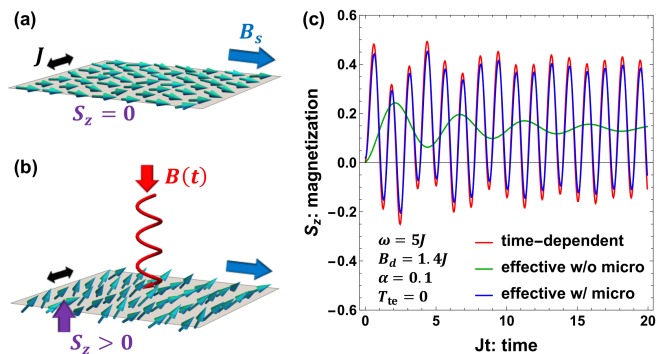 (a)
J
B_s
S_z = 0
(b)
B(t)
S_z > 0
(c)
S_z: magnetization
0.6
0.4
0.2
0.0
−0.2
−0.4
−0.6
ω = 5J
B_d = 1.4J
α = 0.1
T_te = 0
time-dependent
effective w/o micro
effective w/ micro
0 5 10 15 20
Jt: time